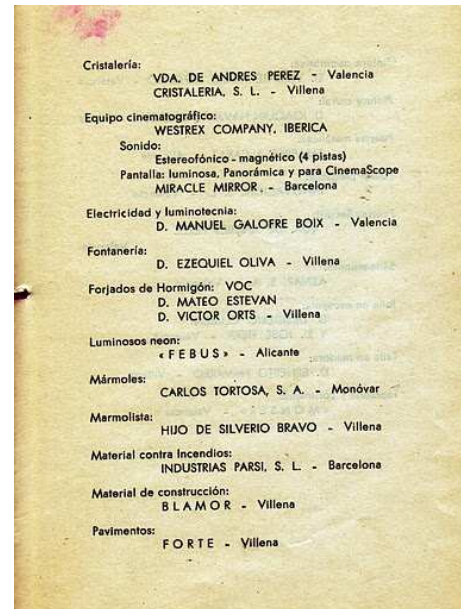 Cristalería:
VDA. DE ANDRES PEREZ - Valencia
CRISTALERIA, S. L. - Villena
Equipo cinematográfico:
WESTREX COMPANY, IBERICA
Sonido:
Estereofónico - magnético (4 pistas)
Pantalla: luminosa, Panorámica y para CinemaScope
MIRACLE MIRROR, - Barcelona
Electricidad y luminotecnia:
D. MANUEL GALOFRE BOIX - Valencia
Fontanería:
D. EZEQUIEL OLIVA - Villena
Forjados de Hormigón: VOC
D. MATEO ESTEVAN
D. VICTOR ORTS - Villena
Luminosos neon:
«FEBUS» - Alicante
Mármoles:
CARLOS TORTOSA, S. A. - Monóvar
Marmolista:
HIJO DE SILVERIO BRAVO - Villena
Material contra Incendios:
INDUSTRIAS PARSI, S. L. - Barcelona
Material de construcción:
BLAMOR - Villena
Pavimentos:
FORTE - Villena